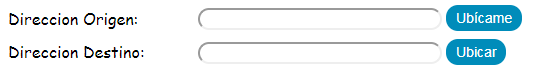 Direccion Origen: Ubícame
Direccion Destino: Ubicar